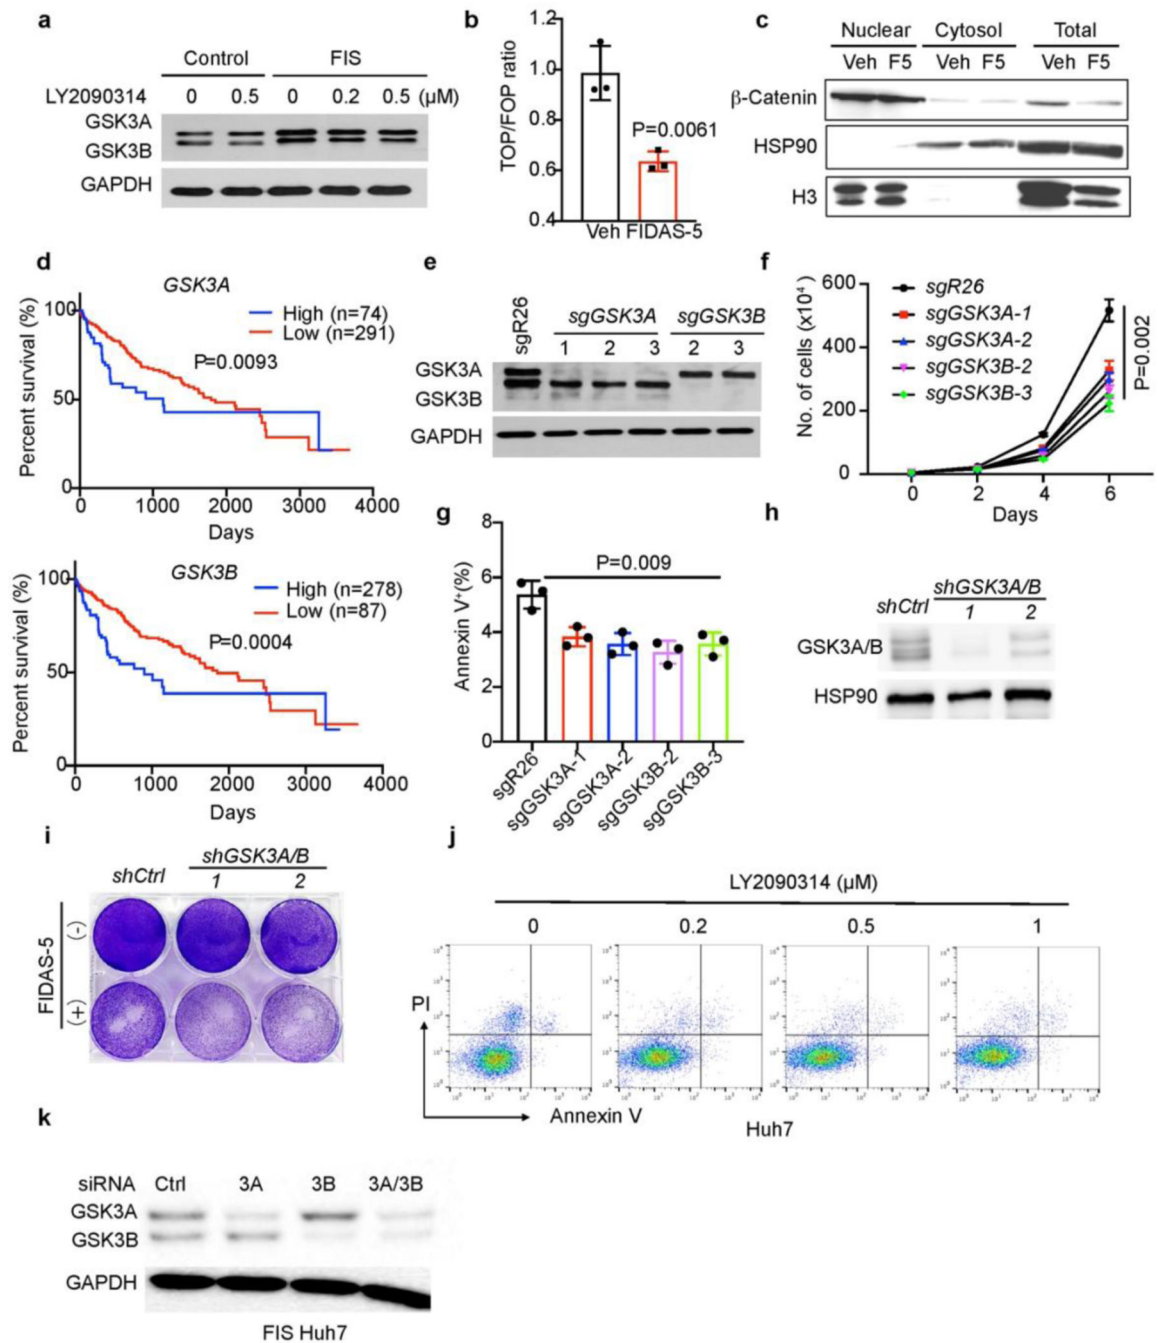 a
Control FIS
LY2090314 0 0.5 0 0.2 0.5 (μM)
GSK3A
GSK3B
GAPDH
b
TOP/FOP ratio
1.2
1.0
0.8
0.6
0.4
P=0.0061
Veh FIDAS-5
c
Nuclear Cytosol Total
Veh F5 Veh F5 Veh F5
β-Catenin
HSP90
H3
d
GSK3A
Percent survival (%)
100
50
0
High (n=74)
Low (n=291)
P=0.0093
0 1000 2000 3000 4000
Days
GSK3B
Percent survival (%)
100
50
0
High (n=278)
Low (n=87)
P=0.0004
0 1000 2000 3000 4000
Days
e
sgR26 sgGSK3A sgGSK3B
1 2 3 2 3
GSK3A
GSK3B
GAPDH
f
No. of cells (x10⁴)
600
400
200
0
sgR26
sgGSK3A-1
sgGSK3A-2
sgGSK3B-2
sgGSK3B-3
P=0.002
0 2 4 6
Days
g
Annexin V⁺(%)
8
6
4
2
0
P=0.009
sgR26 sgGSK3A-1 sgGSK3A-2 sgGSK3B-2 sgGSK3B-3
h
shGSK3A/B
shCtrl 1 2
GSK3A/B
HSP90
i
shGSK3A/B
shCtrl 1 2
FIDAS-5
(-)
(+)
j
LY2090314 (μM)
0 0.2 0.5 1
PI
Annexin V
Huh7
k
siRNA Ctrl 3A 3B 3A/3B
GSK3A
GSK3B
GAPDH
FIS Huh7